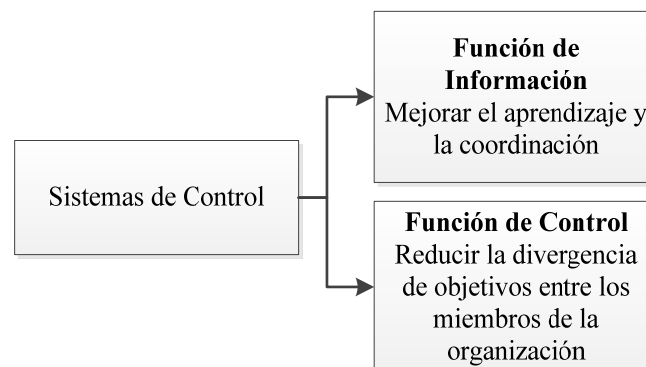 Sistemas de Control
Función de
Información
Mejorar el aprendizaje y
la coordinación
Función de Control
Reducir la divergencia
de objetivos entre los
miembros de la
organización